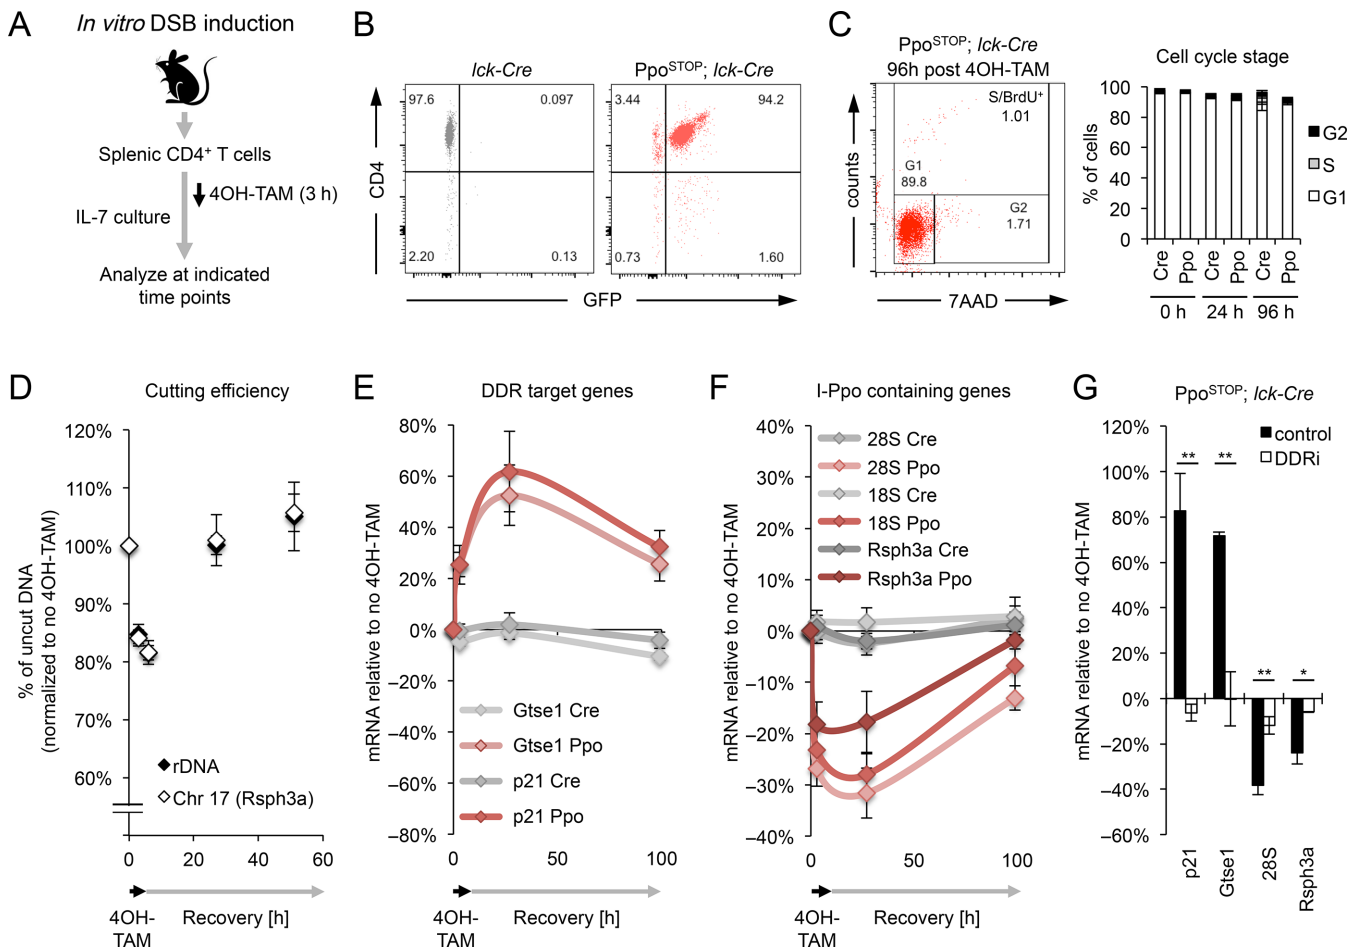 A
In vitro DSB induction
Splenic CD4⁺ T cells
4OH-TAM (3 h)
IL-7 culture
Analyze at indicated
time points
B
lck-Cre
Ppoˢᵀᴼᴾ; lck-Cre
97.6
0.097
2.20
0.13
3.44
94.2
0.73
1.60
CD4
GFP
C
Ppoˢᵀᴼᴾ; lck-Cre
96h post 4OH-TAM
S/BrdU⁺
1.01
G1
89.8
G2
1.71
counts
7AAD
Cell cycle stage
% of cells
100
80
60
40
20
0
Cre
Ppo
Cre
Ppo
Cre
Ppo
0 h
24 h
96 h
G2
S
G1
D
Cutting efficiency
% of uncut DNA
(normalized to no 4OH-TAM)
120%
110%
100%
90%
80%
70%
60%
rDNA
Chr 17 (Rsph3a)
0
20
40
60
4OH-
TAM
Recovery [h]
E
DDR target genes
mRNA relative to no 4OH-TAM
80%
60%
40%
20%
0%
−20%
−40%
−60%
−80%
Gtse1 Cre
Gtse1 Ppo
p21 Cre
p21 Ppo
0
50
100
4OH-
TAM
Recovery [h]
F
I-Ppo containing genes
mRNA relative to no 4OH-TAM
40%
30%
20%
10%
0%
−10%
−20%
−30%
−40%
28S Cre
28S Ppo
18S Cre
18S Ppo
Rsph3a Cre
Rsph3a Ppo
0
50
100
4OH-
TAM
Recovery [h]
G
Ppoˢᵀᴼᴾ; lck-Cre
mRNA relative to no 4OH-TAM
120%
100%
80%
60%
40%
20%
0%
−20%
−40%
−60%
control
DDRi
**
**
**
*
p21
Gtse1
28S
Rsph3a